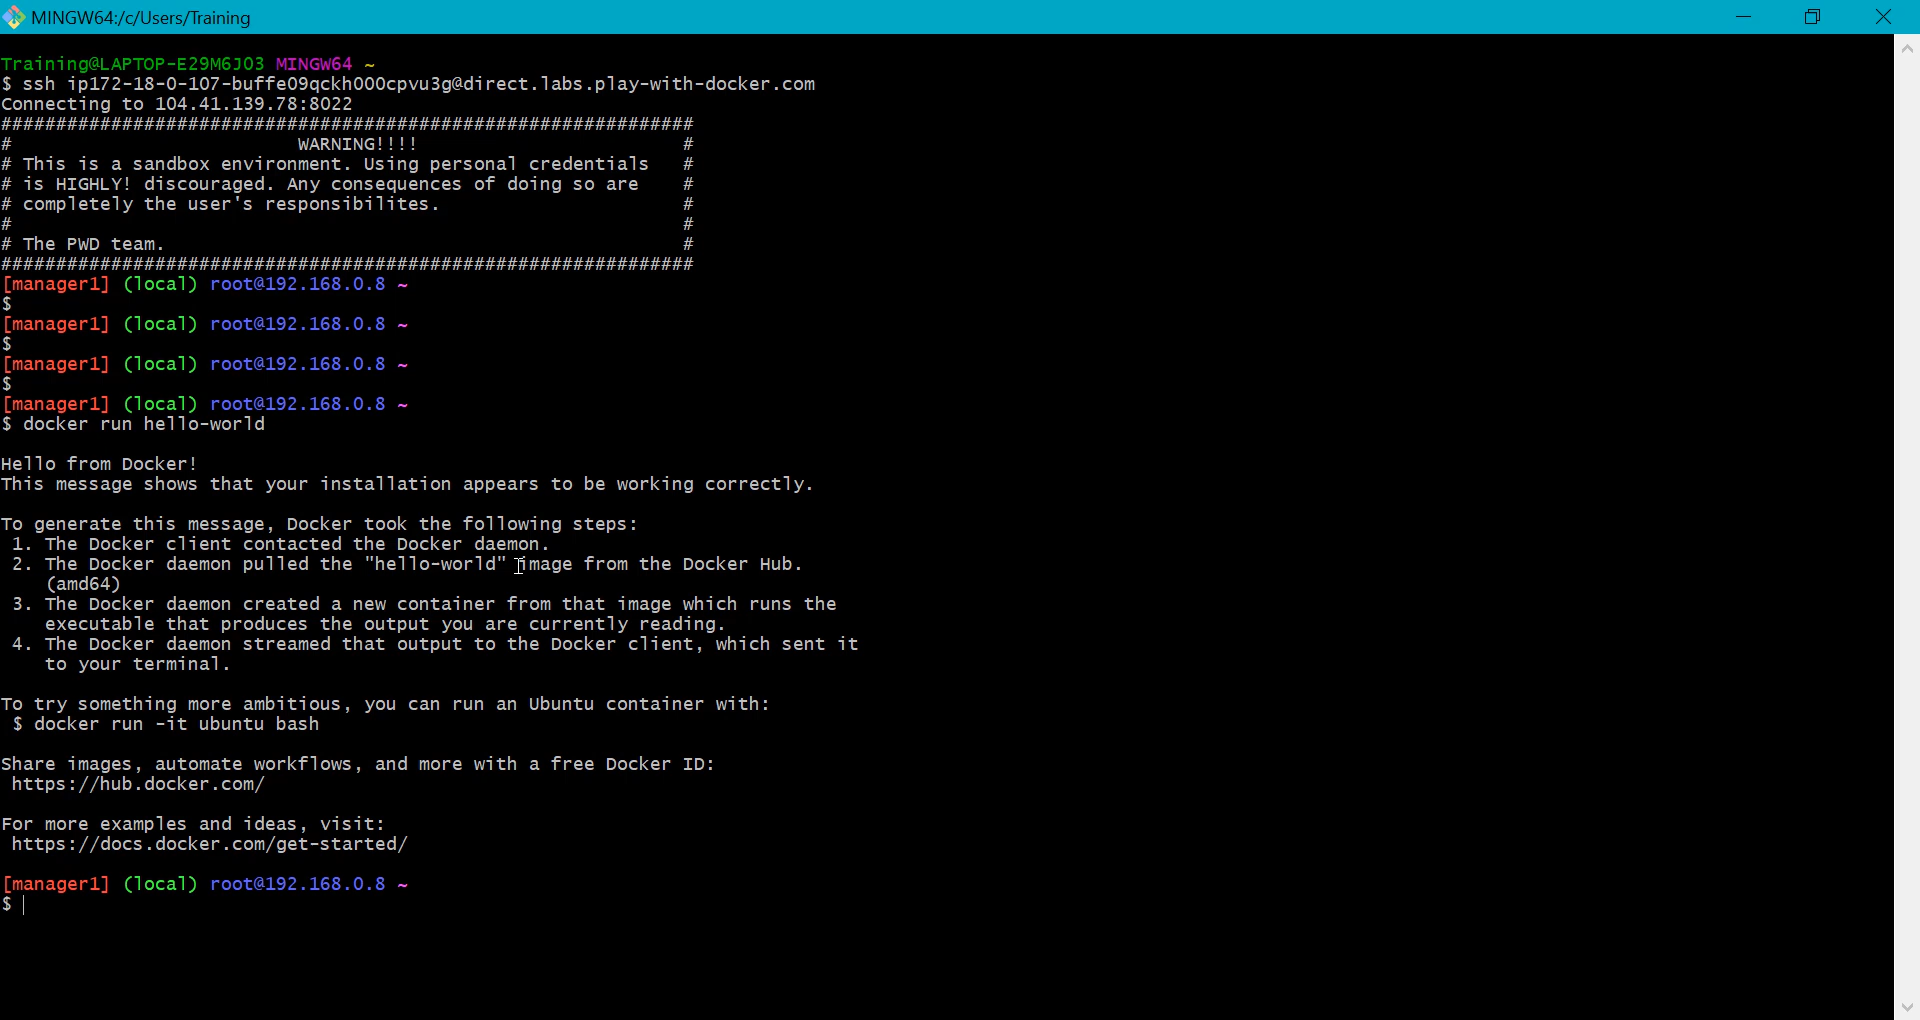 MINGW64:/c/Users/Training
Training@LAPTOP-E29M6JO3 MINGW64 ~
$ ssh ip172-18-0-107-buffe09qckh000cpvu3g@direct.labs.play-with-docker.com
Connecting to 104.41.139.78:8022
###############################################################
#                          WARNING!!!!                        #
# This is a sandbox environment. Using personal credentials   #
# is HIGHLY! discouraged. Any consequences of doing so are    #
# completely the user's responsibilites.                      #
#                                                             #
# The PWD team.                                               #
###############################################################
[manager1] (local) root@192.168.0.8 ~
$
[manager1] (local) root@192.168.0.8 ~
$
[manager1] (local) root@192.168.0.8 ~
$
[manager1] (local) root@192.168.0.8 ~
$ docker run hello-world
Hello from Docker!
This message shows that your installation appears to be working correctly.
To generate this message, Docker took the following steps:
1. The Docker client contacted the Docker daemon.
2. The Docker daemon pulled the "hello-world" image from the Docker Hub.
(amd64)
3. The Docker daemon created a new container from that image which runs the
executable that produces the output you are currently reading.
4. The Docker daemon streamed that output to the Docker client, which sent it
to your terminal.
To try something more ambitious, you can run an Ubuntu container with:
$ docker run -it ubuntu bash
Share images, automate workflows, and more with a free Docker ID:
https://hub.docker.com/
For more examples and ideas, visit:
https://docs.docker.com/get-started/
[manager1] (local) root@192.168.0.8 ~
$